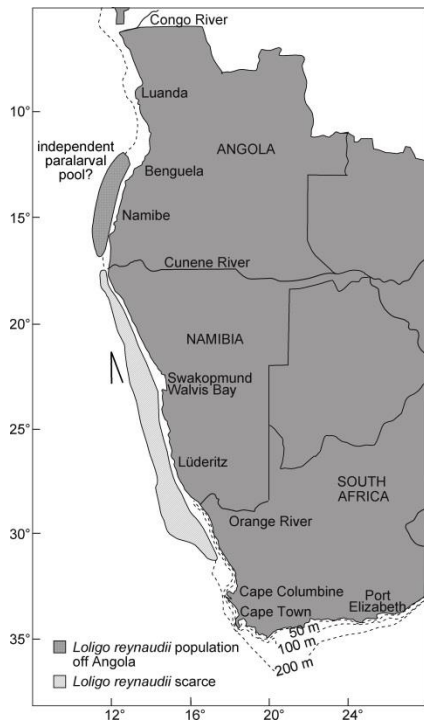 Congo River
Luanda
10°
independent
paralarval
pool?
ANGOLA
Benguela
15°
Namibe
Cunene River
20°
NAMIBIA
Swakopmund
Walvis Bay
25°
Lüderitz
SOUTH
AFRICA
30°
Orange River
Cape Columbine
Port
Elizabeth
Cape Town
50 m
100 m
200 m
35°
Loligo reynaudii population
off Angola
Loligo reynaudii scarce
12° 16° 20° 24°